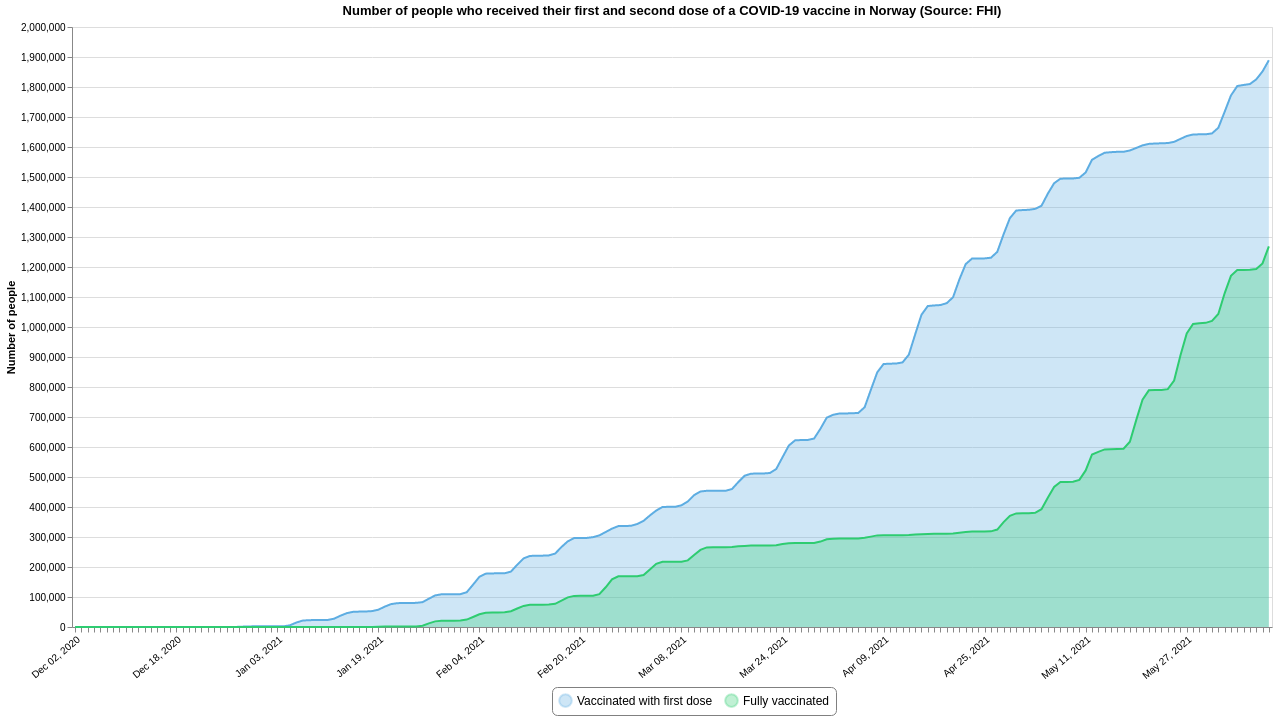 Number of people who received their first and second dose of a COVID-19 vaccine in Norway (Source: FHI)
Number of people
2,000,000
1,900,000
1,800,000
1,700,000
1,600,000
1,500,000
1,400,000
1,300,000
1,200,000
1,100,000
1,000,000
900,000
800,000
700,000
600,000
500,000
400,000
300,000
200,000
100,000
0
Dec 02, 2020
Dec 18, 2020
Jan 03, 2021
Jan 19, 2021
Feb 04, 2021
Feb 20, 2021
Mar 08, 2021
Mar 24, 2021
Apr 09, 2021
Apr 25, 2021
May 11, 2021
May 27, 2021
Vaccinated with first dose
Fully vaccinated